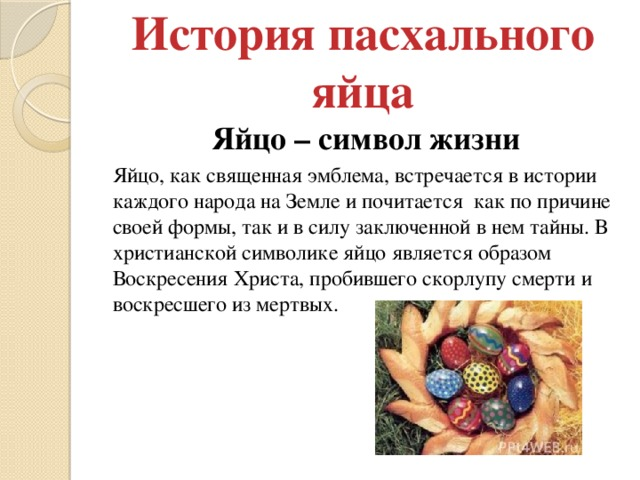 История пасхального
яйца
Яйцо – символ жизни
Яйцо, как священная эмблема, встречается в истории
каждого народа на Земле и почитается как по причине
своей формы, так и в силу заключенной в нем тайны. В
христианской символике яйцо является образом
Воскресения Христа, пробившего скорлупу смерти и
воскресшего из мертвых.
PPt4WEB.ru